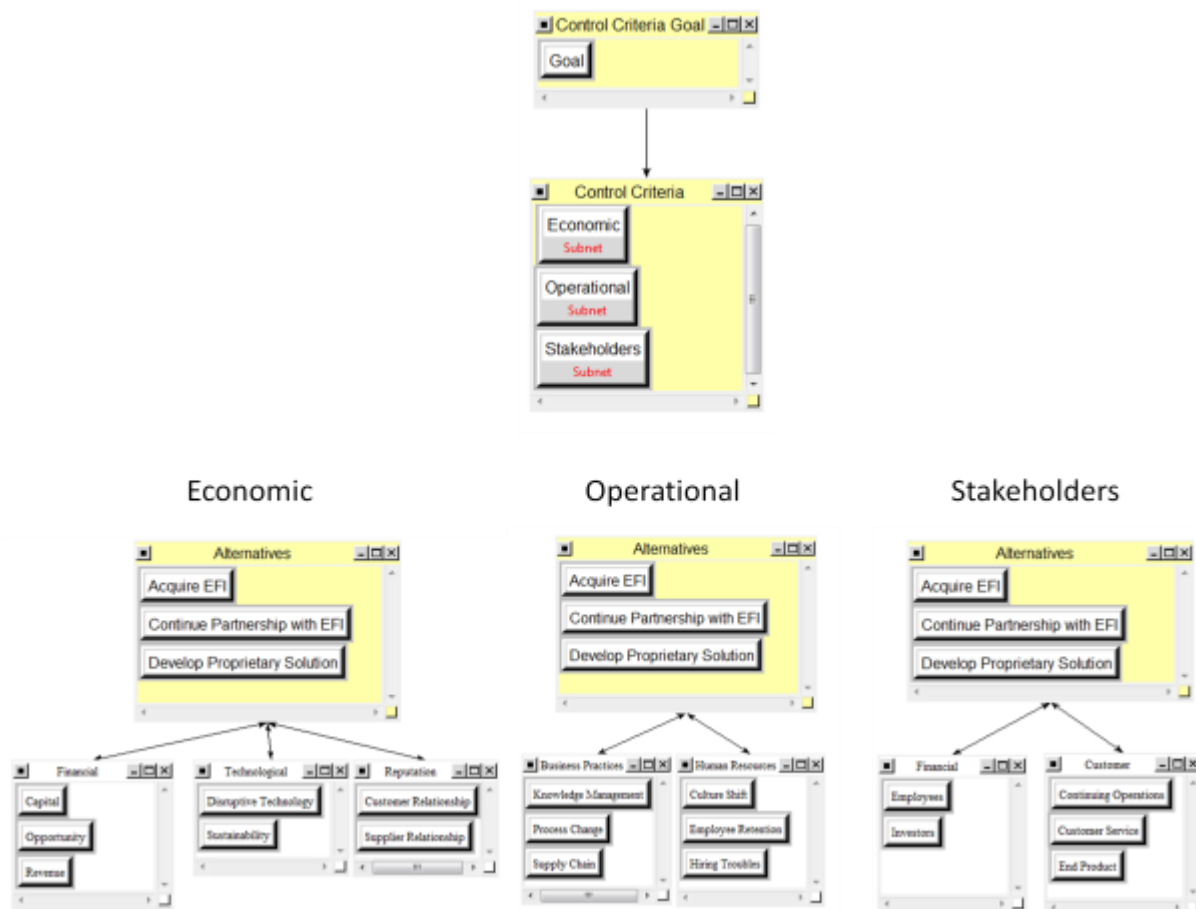 Control Criteria Goal
Goal
Control Criteria
Economic
Subnet
Operational
Subnet
Stakeholders
Subnet
Economic
Alternatives
Acquire EFI
Continue Partnership with EFI
Develop Proprietary Solution
Financial
Capital
Opportunity
Revenue
Technological
Disruptive Technology
Sustainability
Reputation
Customer Relationship
Supplier Relationship
Operational
Alternatives
Acquire EFI
Continue Partnership with EFI
Develop Proprietary Solution
Business Practices
Knowledge Management
Process Change
Supply Chain
Human Resources
Culture Shift
Employee Retention
Hiring Troubles
Stakeholders
Alternatives
Acquire EFI
Continue Partnership with EFI
Develop Proprietary Solution
Financial
Employees
Investors
Customer
Continuing Operations
Customer Service
End Product